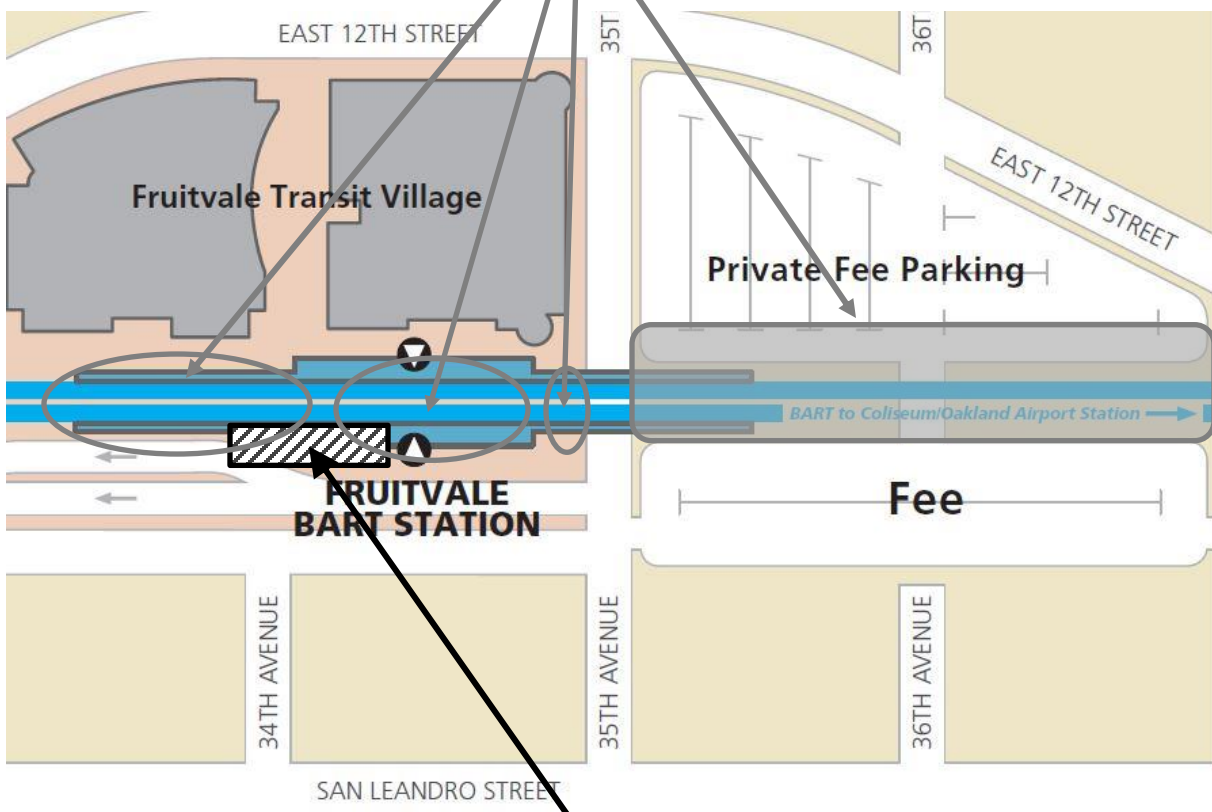 EAST 12TH STREET
35T
36T
EAST 12TH STREET
Fruitvale Transit Village
Private Fee Parking
BART to Coliseum/Oakland Airport Station
FRUITVALE
BART STATION
Fee
34TH AVENUE
35TH AVENUE
36TH AVENUE
SAN LEANDRO STREET